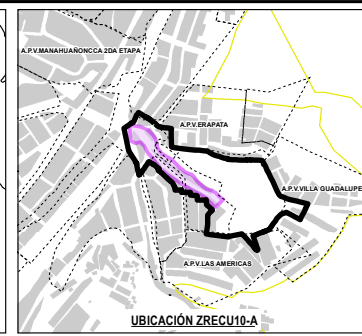 A.P.V.MANAHUAÑONCCA 2DA ETAPA
A.P.V.ERAPATA
A.P.V.VILLA GUADALUPE
A.P.V.LAS AMERICAS
UBICACIÓN ZRECU10-A